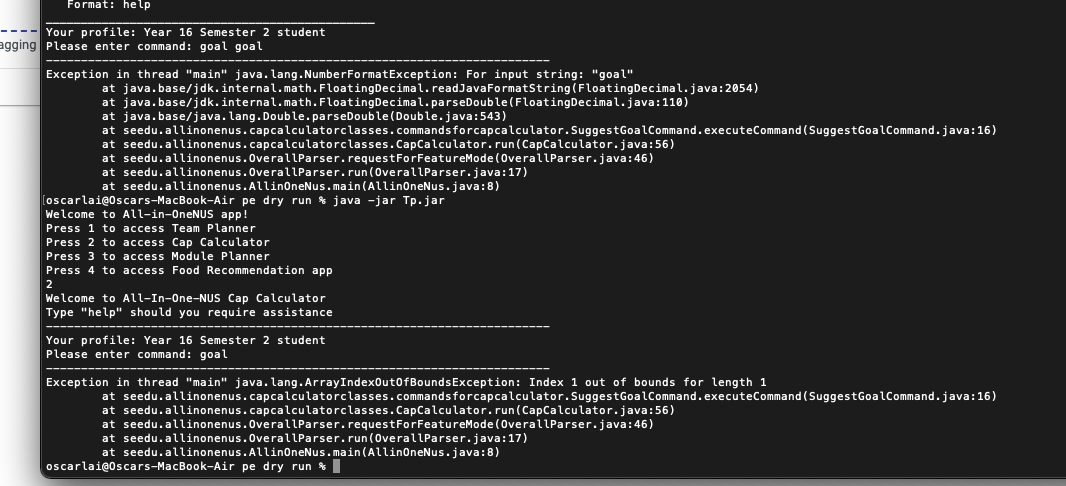 Format: help
Your profile: Year 16 Semester 2 student
Please enter command: goal goal
Exception in thread "main" java.lang.NumberFormatException: For input string: "goal"
at java.base/jdk.internal.math.FloatingDecimal.readJavaFormatString(FloatingDecimal.java:2054)
at java.base/jdk.internal.math.FloatingDecimal.parseDouble(FloatingDecimal.java:110)
at java.base/java.lang.Double.parseDouble(Double.java:543)
at seedu.allinonenus.capcalculatorclasses.commandsforcapcalculator.SuggestGoalCommand.executeCommand(SuggestGoalCommand.java:16)
at seedu.allinonenus.capcalculatorclasses.CapCalculator.run(CapCalculator.java:56)
at seedu.allinonenus.OverallParser.requestForFeatureMode(OverallParser.java:46)
at seedu.allinonenus.OverallParser.run(OverallParser.java:17)
at seedu.allinonenus.AllinOneNus.main(AllinOneNus.java:8)
[oscarlai@Oscars-MacBook-Air pe dry run % java -jar Tp.jar
Welcome to All-in-OneNUS app!
Press 1 to access Team Planner
Press 2 to access Cap Calculator
Press 3 to access Module Planner
Press 4 to access Food Recommendation app
2
Welcome to All-In-One-NUS Cap Calculator
Type "help" should you require assistance
Your profile: Year 16 Semester 2 student
Please enter command: goal
Exception in thread "main" java.lang.ArrayIndexOutOfBoundsException: Index 1 out of bounds for length 1
at seedu.allinonenus.capcalculatorclasses.commandsforcapcalculator.SuggestGoalCommand.executeCommand(SuggestGoalCommand.java:16)
at seedu.allinonenus.capcalculatorclasses.CapCalculator.run(CapCalculator.java:56)
at seedu.allinonenus.OverallParser.requestForFeatureMode(OverallParser.java:46)
at seedu.allinonenus.OverallParser.run(OverallParser.java:17)
at seedu.allinonenus.AllinOneNus.main(AllinOneNus.java:8)
oscarlai@Oscars-MacBook-Air pe dry run %
agging